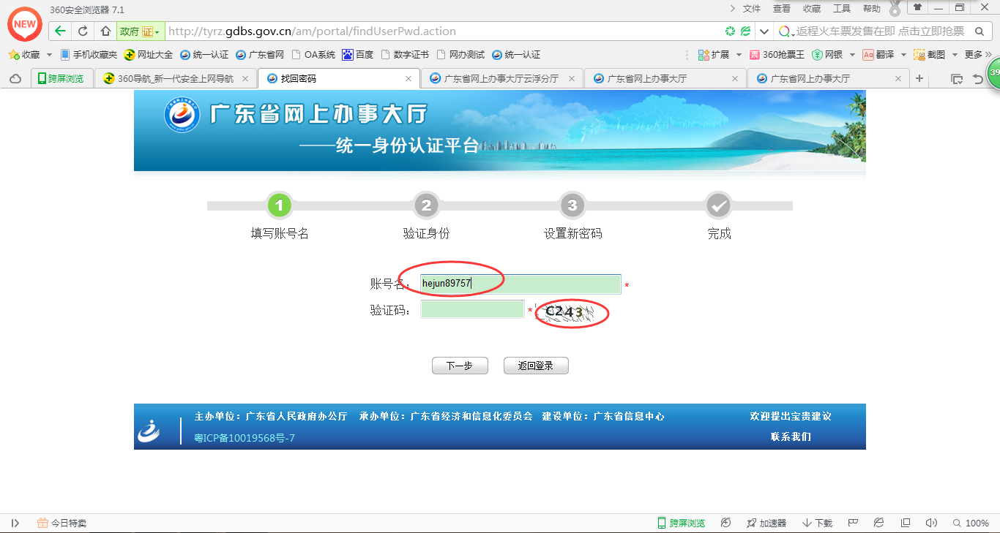 360安全浏览器 7.1
文件 查看 收藏 工具 帮助
NEW
政府 证 http://tyrz.gdbs.gov.cn/am/portal/findUserPwd.action 返程火车票发售在即 点击立即抢票
收藏 手机收藏夹 网址大全 统一认证 广东省网 OA系统 百度 数字证书 网办测试 统一认证 扩展 360抢票王 网银 Aa 翻译 截图 更多 »
跨屏浏览 360导航_新一代安全上网导航 找回密码 广东省网上办事大厅云浮分厅 广东省网上办事大厅 广东省网上办事大厅
39
广东省网上办事大厅
——统一身份认证平台
1 2 3
填写账号名 验证身份 设置新密码 完成
账号名： hejun89757 *
验证码： * C243
下一步 返回登录
主办单位：广东省人民政府办公厅 承办单位：广东省经济和信息化委员会 建设单位：广东省信息中心 欢迎提出宝贵建议
粤ICP备10019568号-7 联系我们
今日特卖 跨屏浏览 加速器 下载 100%